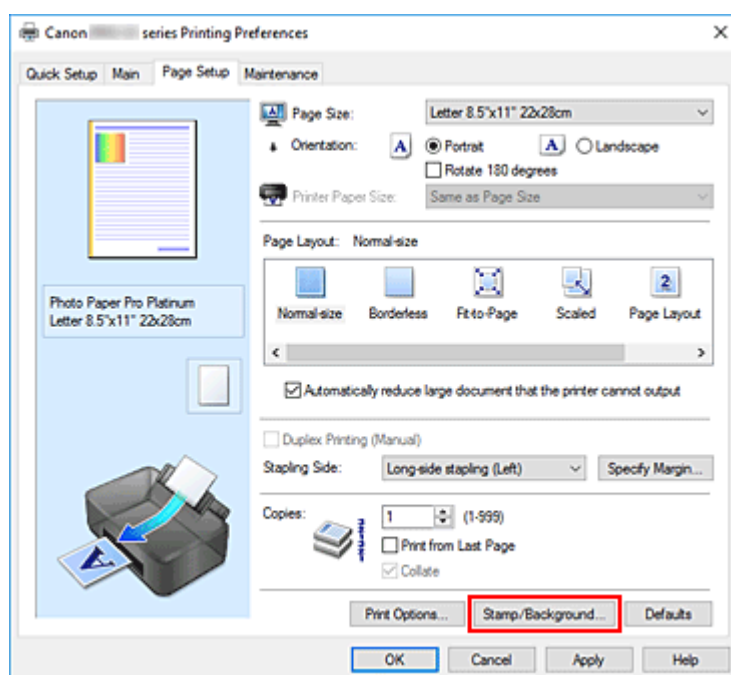 Canon series Printing Preferences
Quick Setup Main Page Setup Maintenance
Page Size: Letter 8.5"x11" 22x28cm
Orientation: A Portrait A Landscape
Rotate 180 degrees
Printer Paper Size: Same as Page Size
Page Layout: Normal-size
2
Normal-size Borderless Fit-to-Page Scaled Page Layout
Photo Paper Pro Platinum
Letter 8.5"x11" 22x28cm
Automatically reduce large document that the printer cannot output
Duplex Printing (Manual)
Stapling Side: Long-side stapling (Left) Specify Margin...
Copies: 1 (1-999)
Print from Last Page
Collate
A
Print Options... Stamp/Background... Defaults
OK Cancel Apply Help